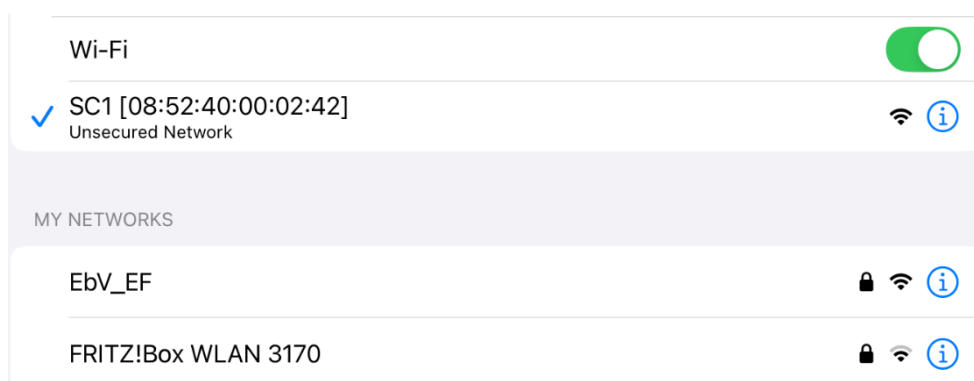 Wi-Fi
SC1 [08:52:40:00:02:42]
Unsecured Network
MY NETWORKS
EbV_EF
FRITZ!Box WLAN 3170